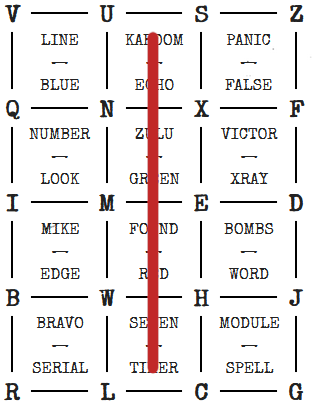 V U S Z
LINE KABOOM PANIC
BLUE ECHO FALSE
Q N X F
NUMBER ZULU VICTOR
LOOK GREEN XRAY
I M E D
MIKE FOUND BOMBS
EDGE RED WORD
B W H J
BRAVO SEVEN MODULE
SERIAL TIMER SPELL
R L C G